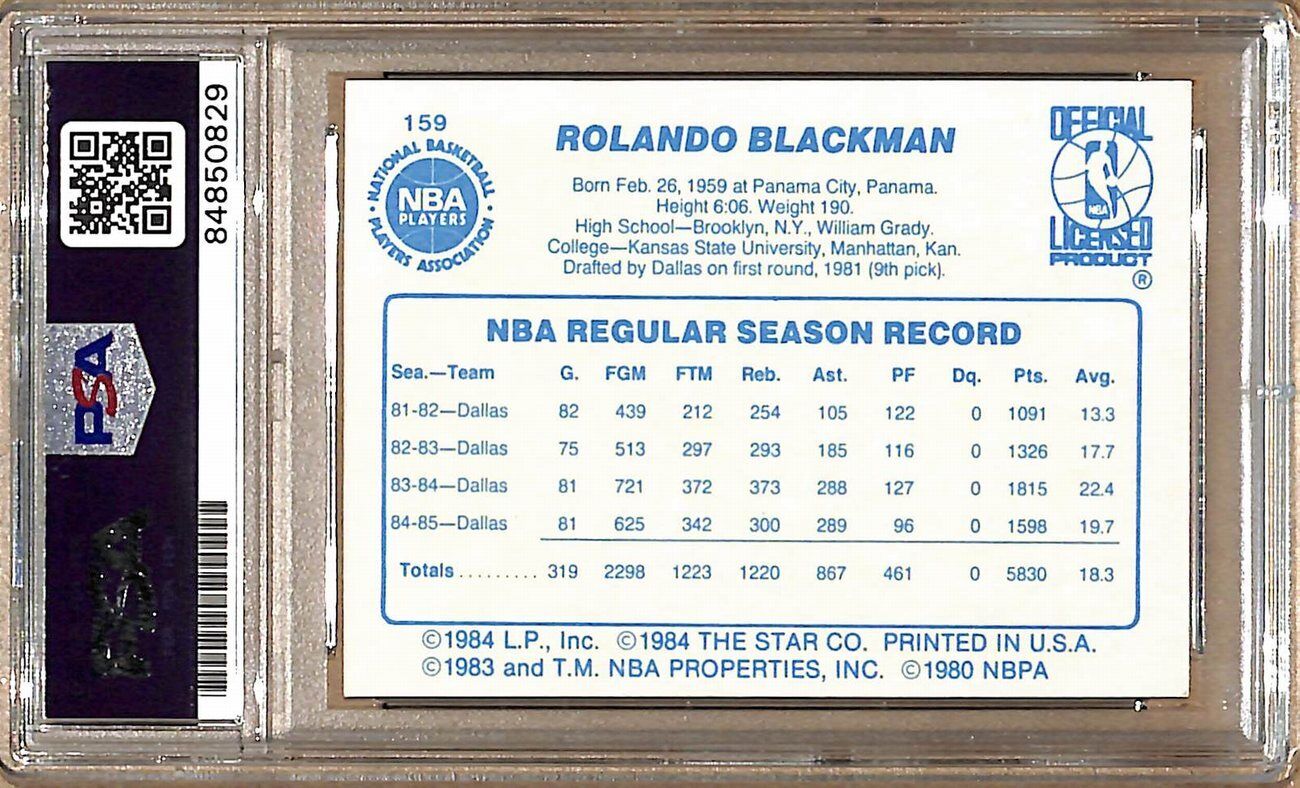 84850829
PSA
PSA
159
NATIONAL BASKETBALL
NBA
PLAYERS
PLAYERS ASSOCIATION
ROLANDO BLACKMAN
Born Feb. 26, 1959 at Panama City, Panama.
Height 6:06. Weight 190.
High School—Brooklyn, N.Y., William Grady.
College—Kansas State University, Manhattan, Kan.
Drafted by Dallas on first round, 1981 (9th pick).
OFFICIAL
NBA
LICENSED
PRODUCT
®
NBA REGULAR SEASON RECORD
Sea.—Team G. FGM FTM Reb. Ast. PF Dq. Pts. Avg.
81-82—Dallas 82 439 212 254 105 122 0 1091 13.3
82-83—Dallas 75 513 297 293 185 116 0 1326 17.7
83-84—Dallas 81 721 372 373 288 127 0 1815 22.4
84-85—Dallas 81 625 342 300 289 96 0 1598 19.7
Totals ......... 319 2298 1223 1220 867 461 0 5830 18.3
©1984 L.P., Inc. ©1984 THE STAR CO. PRINTED IN U.S.A.
©1983 and T.M. NBA PROPERTIES, INC. ©1980 NBPA